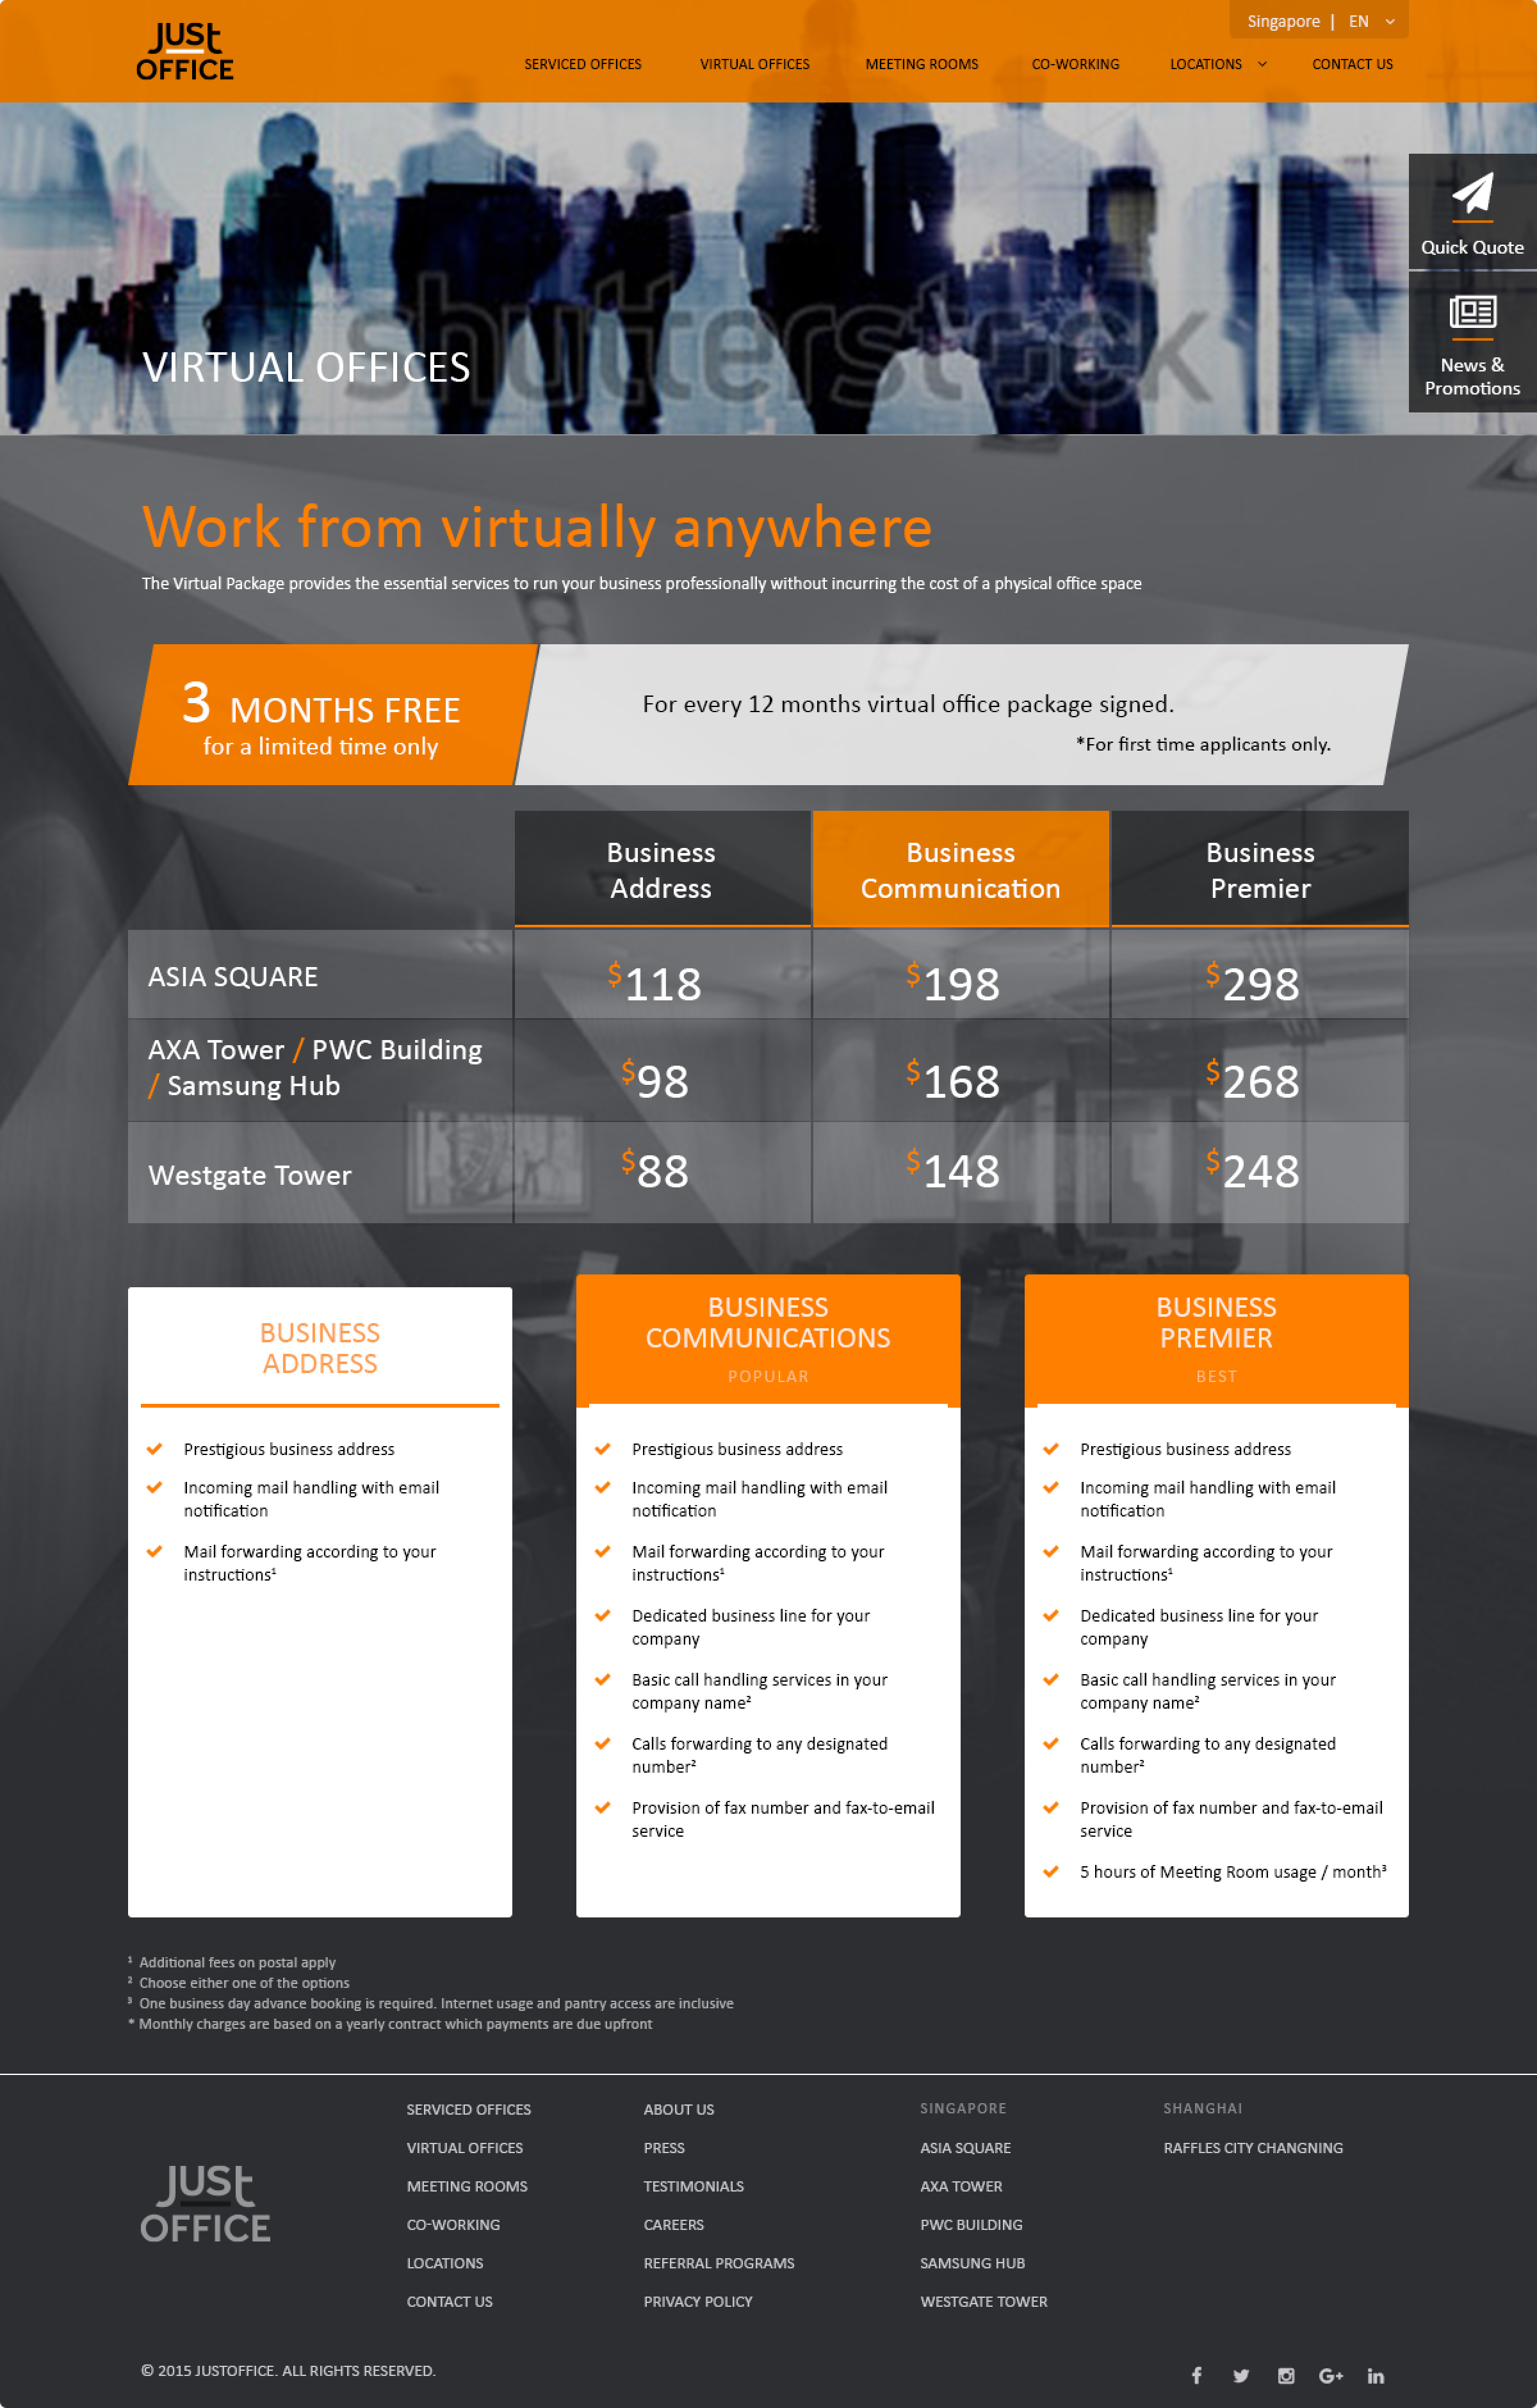 Singapore | EN
JUST
OFFICE
SERVICED OFFICES VIRTUAL OFFICES MEETING ROOMS CO-WORKING LOCATIONS CONTACT US
Quick Quote
News &
Promotions
shutterstock
VIRTUAL OFFICES
Work from virtually anywhere
The Virtual Package provides the essential services to run your business professionally without incurring the cost of a physical office space
3 MONTHS FREE
for a limited time only
For every 12 months virtual office package signed.
*For first time applicants only.
Business
Address
Business
Communication
Business
Premier
ASIA SQUARE $118 $198 $298
AXA Tower / PWC Building
/ Samsung Hub
$98 $168 $268
Westgate Tower $88 $148 $248
BUSINESS
ADDRESS
Prestigious business address
Incoming mail handling with email
notification
Mail forwarding according to your
instructions¹
BUSINESS
COMMUNICATIONS
POPULAR
Prestigious business address
Incoming mail handling with email
notification
Mail forwarding according to your
instructions¹
Dedicated business line for your
company
Basic call handling services in your
company name²
Calls forwarding to any designated
number²
Provision of fax number and fax-to-email
service
BUSINESS
PREMIER
BEST
Prestigious business address
Incoming mail handling with email
notification
Mail forwarding according to your
instructions¹
Dedicated business line for your
company
Basic call handling services in your
company name²
Calls forwarding to any designated
number²
Provision of fax number and fax-to-email
service
5 hours of Meeting Room usage / month³
¹ Additional fees on postal apply
² Choose either one of the options
³ One business day advance booking is required. Internet usage and pantry access are inclusive
* Monthly charges are based on a yearly contract which payments are due upfront
JUST
OFFICE
SERVICED OFFICES
VIRTUAL OFFICES
MEETING ROOMS
CO-WORKING
LOCATIONS
CONTACT US
ABOUT US
PRESS
TESTIMONIALS
CAREERS
REFERRAL PROGRAMS
PRIVACY POLICY
SINGAPORE
ASIA SQUARE
AXA TOWER
PWC BUILDING
SAMSUNG HUB
WESTGATE TOWER
SHANGHAI
RAFFLES CITY CHANGNING
© 2015 JUSTOFFICE. ALL RIGHTS RESERVED.